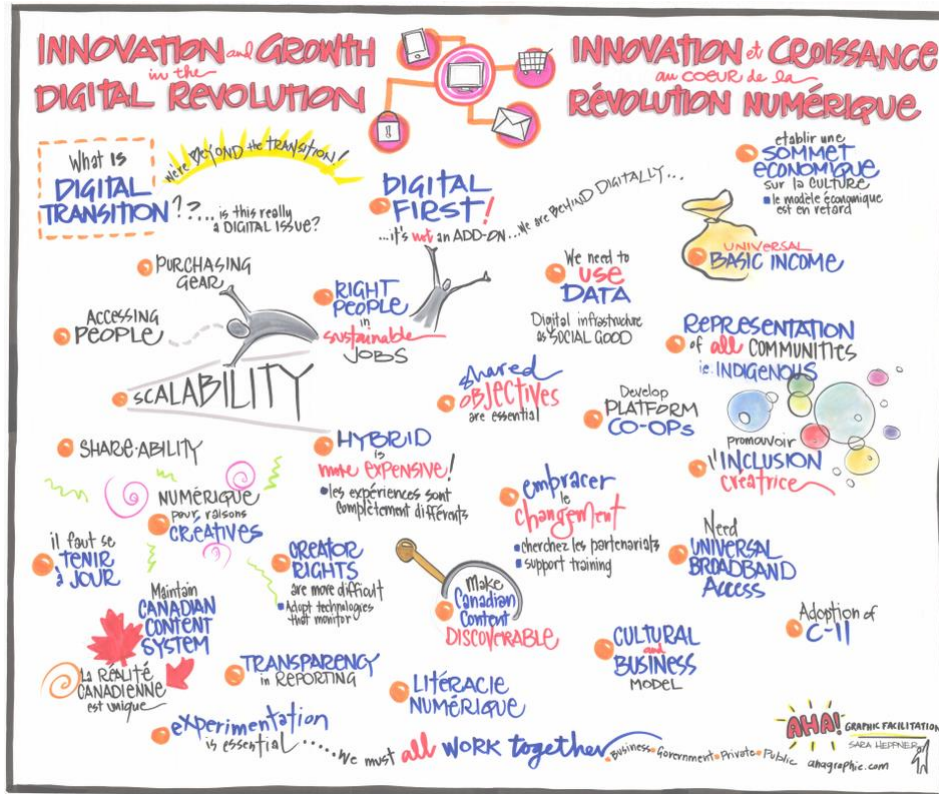 INNOVATION and GROWTH
in the
DIGITAL REVOLUTION
INNOVATION et CROISSANCE
au coeur de la
RÉVOLUTION NUMÉRIQUE
What IS
DIGITAL
TRANSITION??... is this really
a DIGITAL ISSUE?
We're BEYOND the TRANSITION!
DIGITAL
FIRST!
...it's not an ADD-ON...We are BEHIND DIGITALLY...
etablir une
SOMMET
ECONOMIQUE
sur la CULTURE
le modèle économique
est en retard
UNIVERSAL
BASIC INCOME
PURCHASING
GEAR
ACCESSING
PEOPLE
RIGHT
PEOPLE
in
sustainable
JOBS
We need to
USE
DATA
Digital infrastructure
as SOCIAL GOOD
REPRESENTATION
of all COMMUNITIES
ie. INDIGENOUS
SCALABILITY
shared
OBJECTIVES
are essential
Develop
PLATFORM
CO-OPs
SHARE-ABILITY
HYBRID
is
more EXPENSIVE!
les expériences sont
complètement différents
promouvoir
l'INCLUSION
créatrice
NUMÉRIQUE
pour raisons
CRÉATIVES
embracer
le
changement
cherchez les partenariats
support training
il faut se
TENIR
à JOUR
CREATOR
RIGHTS
are more difficult
Adopt technologies
that monitor
Need
UNIVERSAL
BROADBAND
ACCESS
Maintain
CANADIAN
CONTENT
SYSTEM
La RÉALITÉ
CANADIENNE
est unique
make
Canadian
Content
DISCOVERABLE
Adoption of
C-11
TRANSPARENCY
in REPORTING
LITÉRACIE
NUMÉRIQUE
CULTURAL
and
BUSINESS
MODEL
experimentation
is essential.....We must all WORK together
Business Government Private Public
AHA! GRAPHIC FACILITATION
SARA HEPPNER
ahagraphic.com